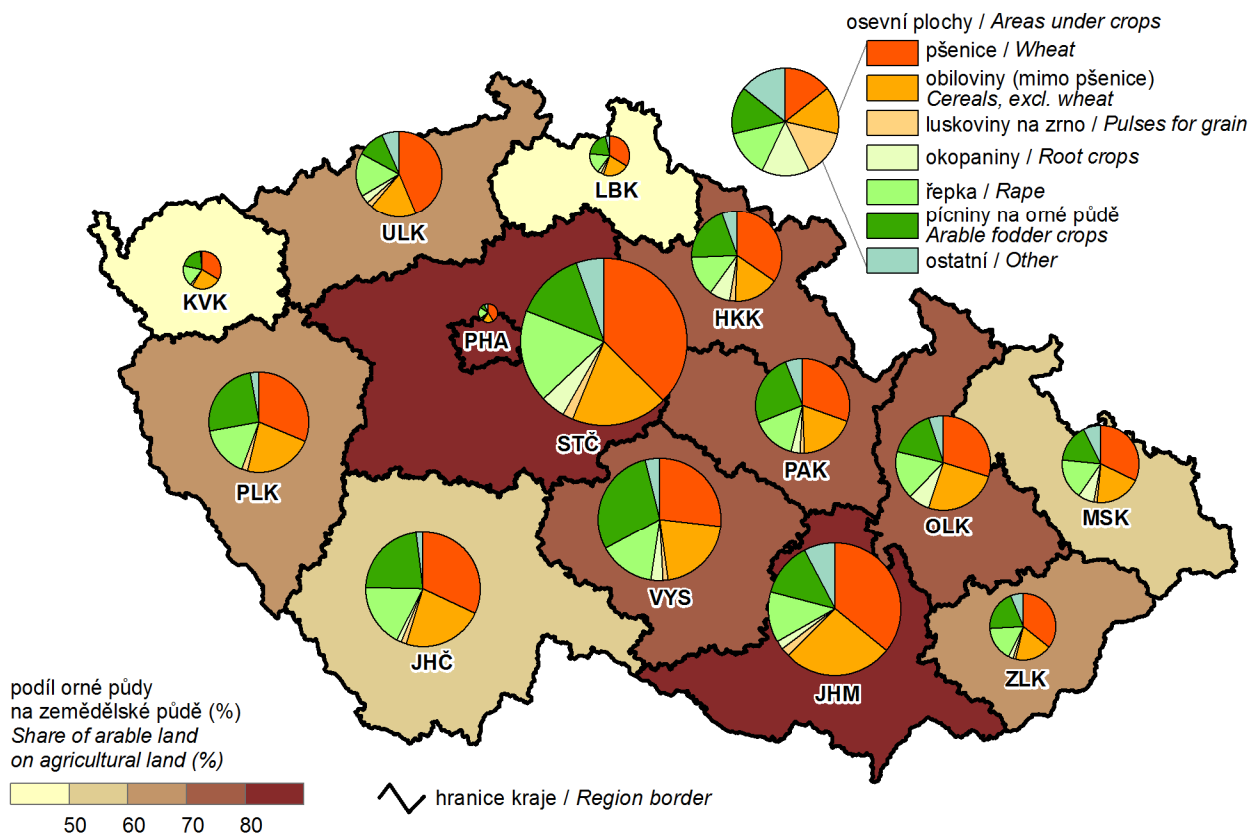 osevní plochy / Areas under crops
pšenice / Wheat
obiloviny (mimo pšenice)
Cereals, excl. wheat
luskoviny na zrno / Pulses for grain
okopaniny / Root crops
řepka / Rape
pícniny na orné půdě
Arable fodder crops
ostatní / Other
LBK
ULK
KVK
HKK
PHA
STČ
PAK
PLK
OLK
MSK
VYS
JHČ
ZLK
JHM
podíl orné půdy
na zemědělské půdě (%)
Share of arable land
on agricultural land (%)
50 60 70 80
hranice kraje / Region border